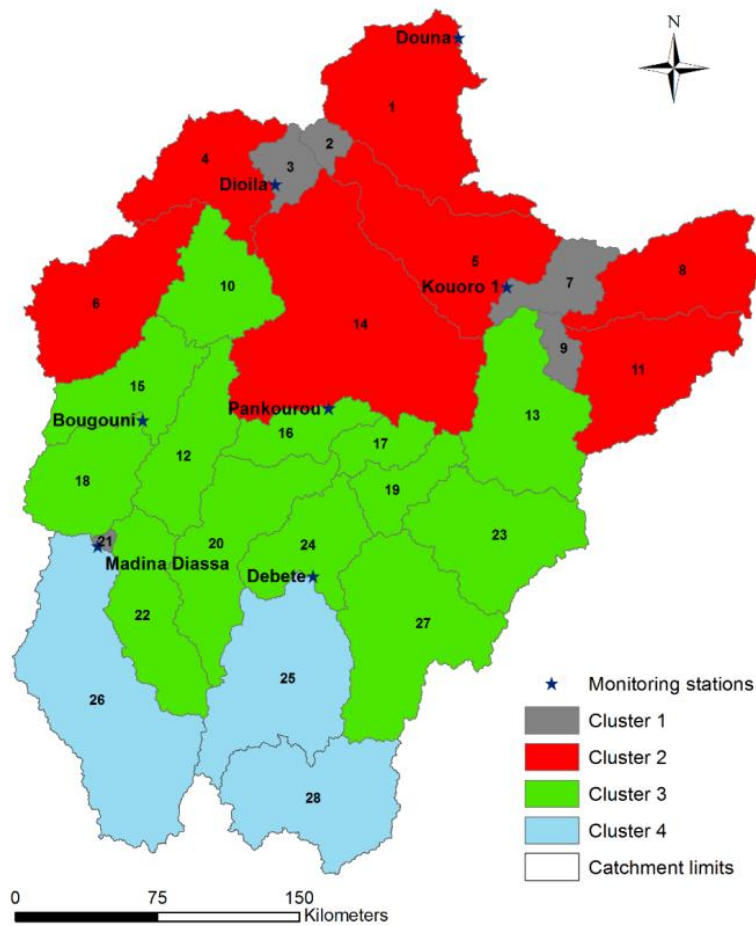 N
Douna
1
2
4
3
Dioila
5
8
7
10
Kouoro 1
6
14
9
11
15
Pankourou
13
Bougouni
16
17
12
18
19
21
20
24
23
Madina Diassa
Debete
22
27
25
26
28
Monitoring stations
Cluster 1
Cluster 2
Cluster 3
Cluster 4
Catchment limits
0 75 150
Kilometers